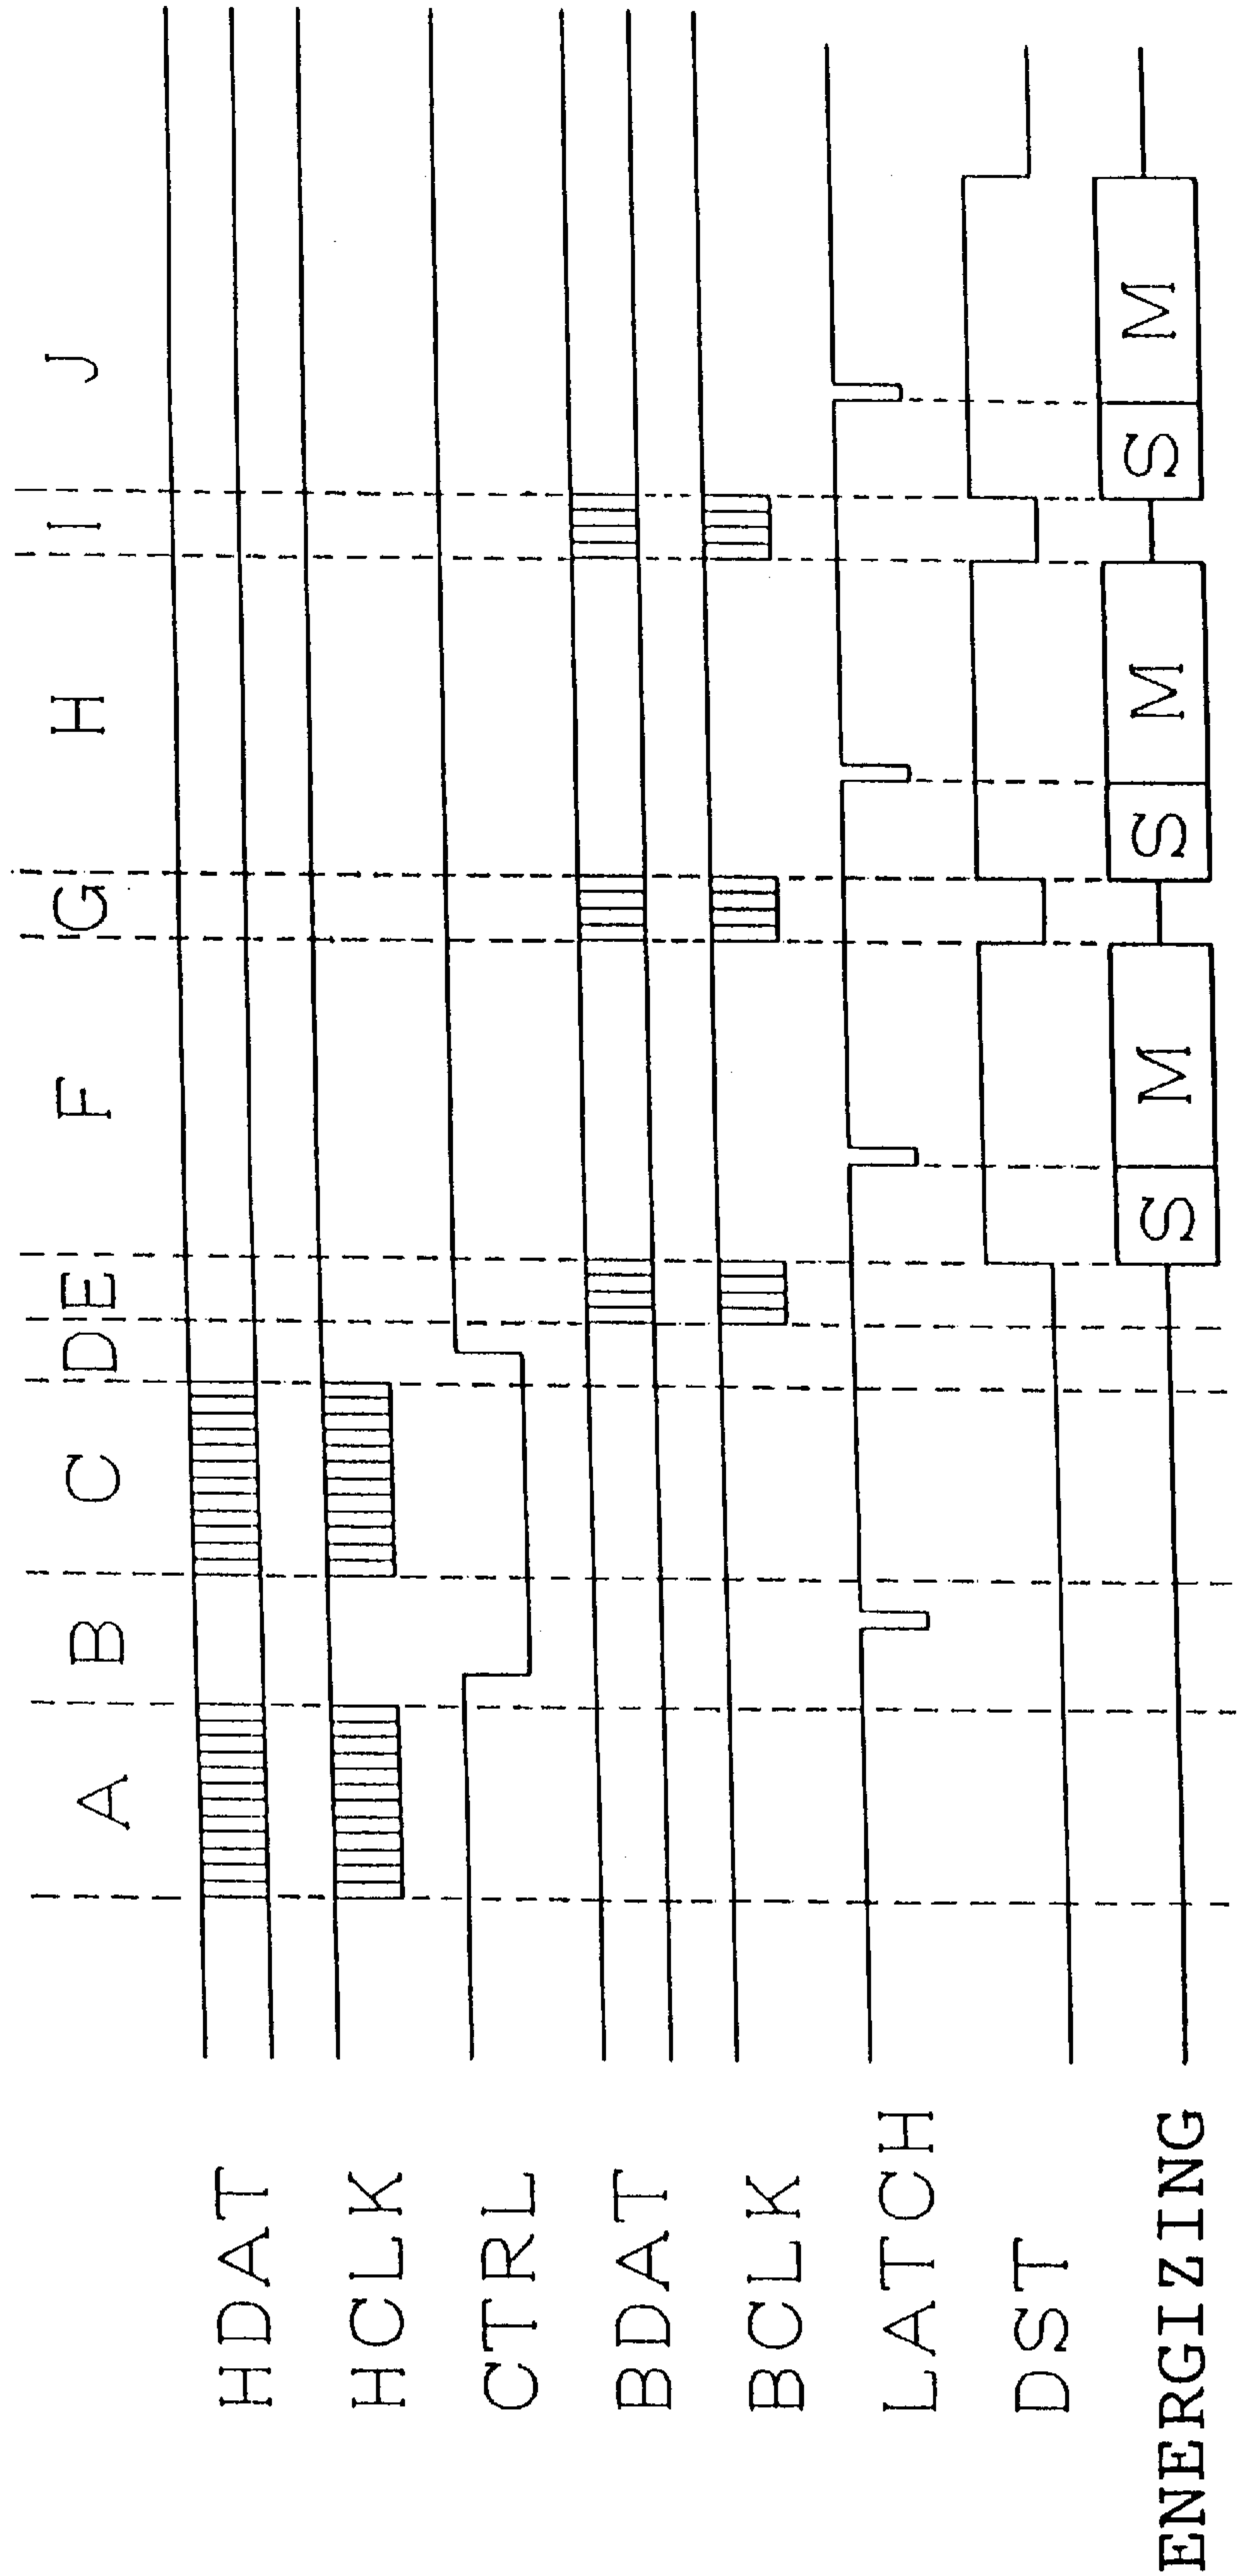 A B C D E F G H I J
HDAT
HCLK
CTRL
BDAT
BCLK
LATCH
DST
ENERGIZING S M S M S M